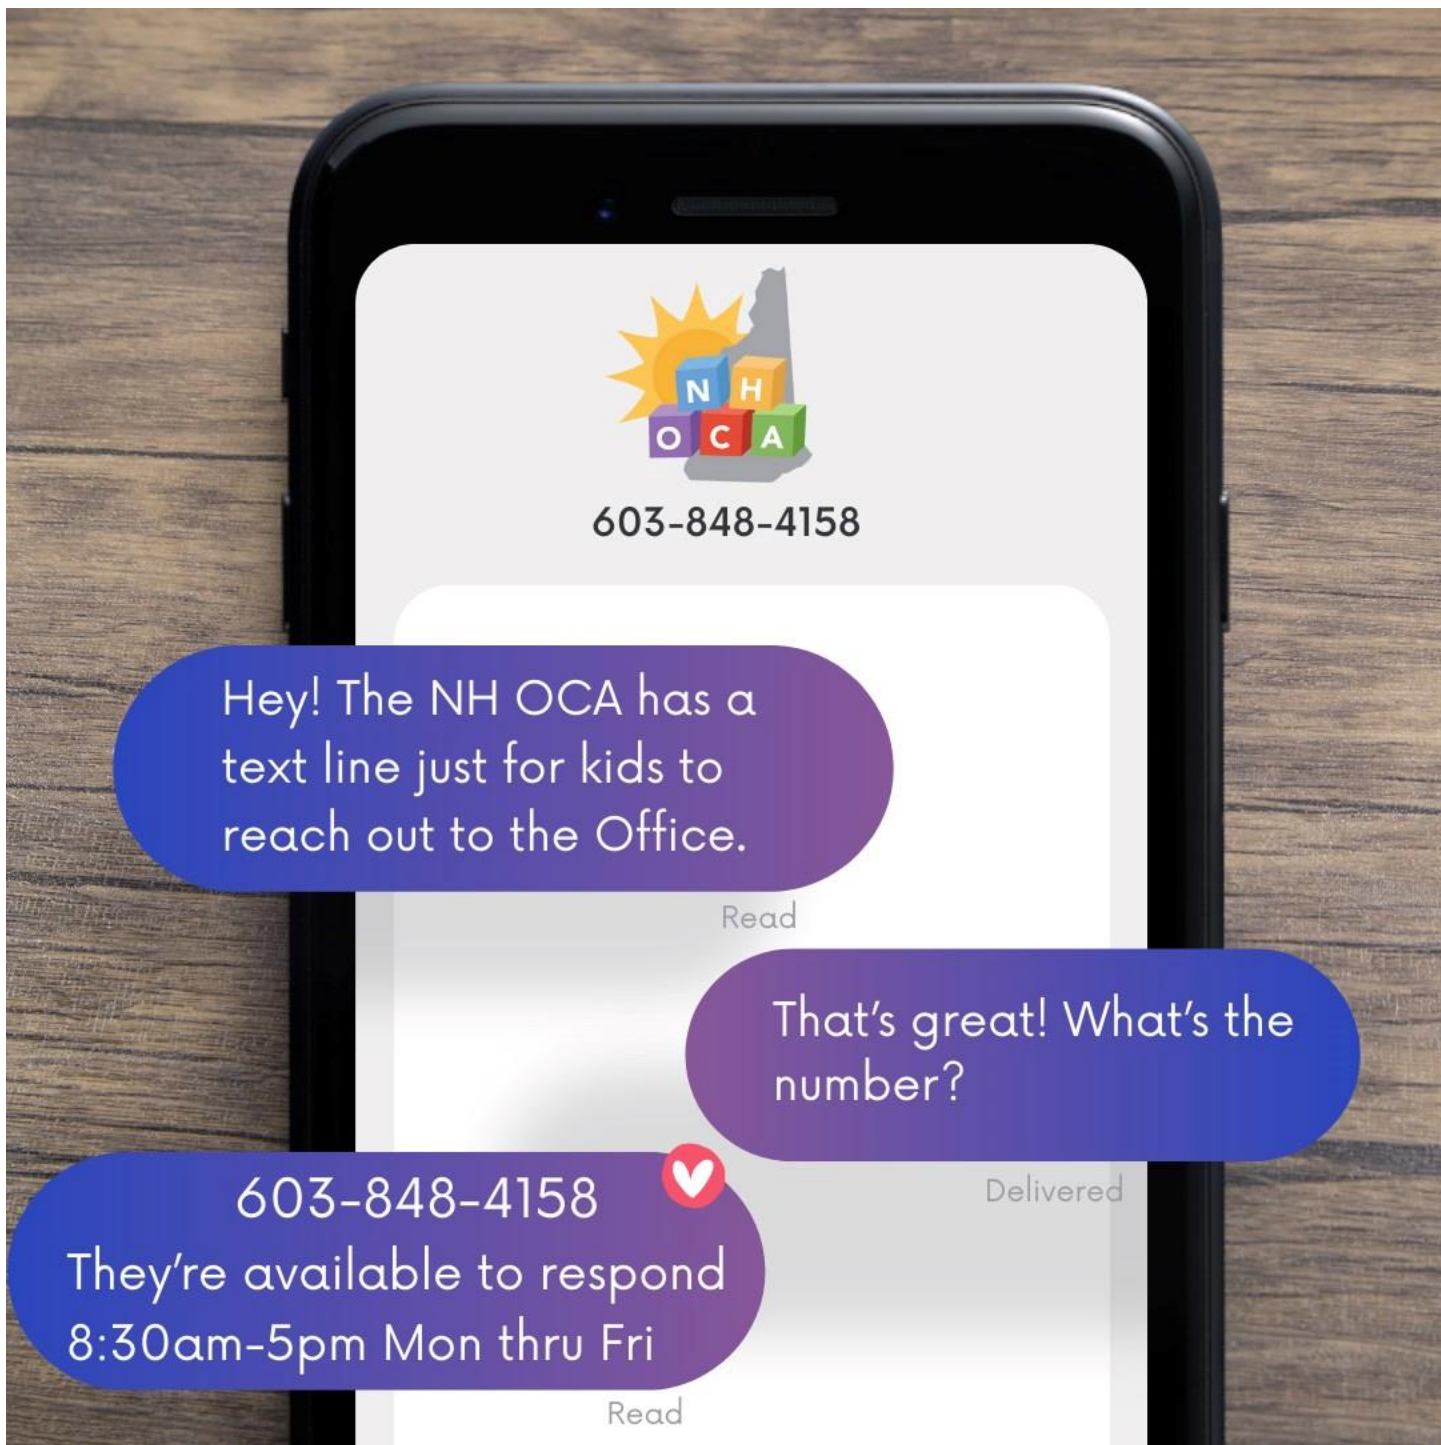 N H
O C A
603-848-4158
Hey! The NH OCA has a
text line just for kids to
reach out to the Office.
Read
That's great! What's the
number?
Delivered
603-848-4158
They're available to respond
8:30am-5pm Mon thru Fri
Read